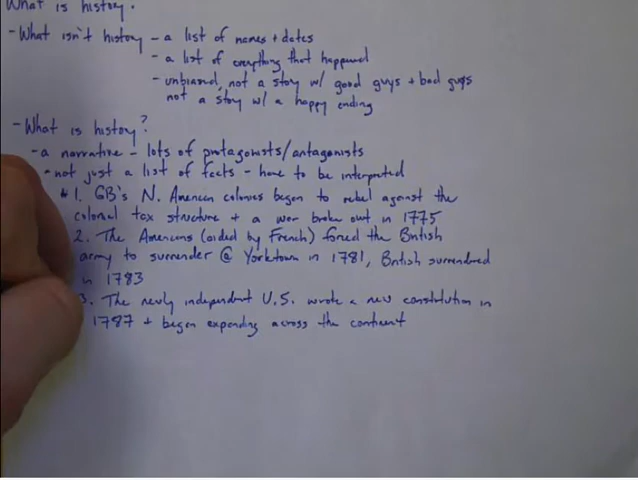 What is history.
- What isn't history - a list of names + dates
- a list of everything that happened
- unbiased, not a story w/ good guys + bad guys
not a story w/ a happy ending
- What is history?
- a narrative - lots of protagonists/antagonists
- not just a list of facts - have to be interpreted
* 1. GB's N. American colonies began to rebel against the
colonial tax structure + a war broke out in 1775
2. The Americans (aided by French) forced the British
army to surrender @ Yorktown in 1781, British surrendered
in 1783
3. The newly independent U.S. wrote a new constitution in
1787 + began expanding across the continent